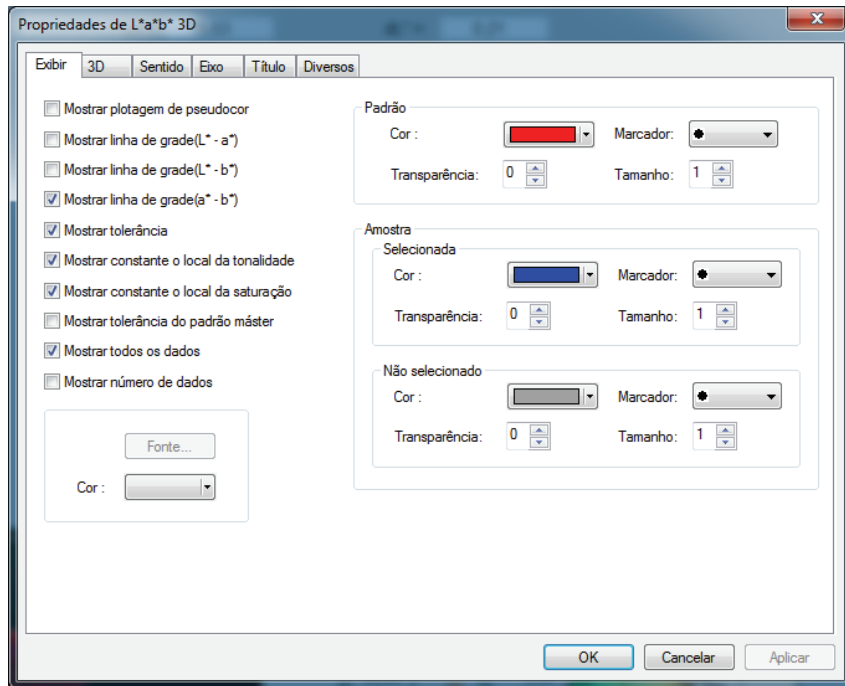 Propriedades de L*a*b* 3D
Exibir 3D Sentido Eixo Título Diversos
Mostrar plotagem de pseudocor
Mostrar linha de grade(L* - a*)
Mostrar linha de grade(L* - b*)
Mostrar linha de grade(a* - b*)
Mostrar tolerância
Mostrar constante o local da tonalidade
Mostrar constante o local da saturação
Mostrar tolerância do padrão máster
Mostrar todos os dados
Mostrar número de dados
Fonte...
Cor :
Padrão
Cor : Marcador:
Transparência: 0 Tamanho: 1
Amostra
Selecionada
Cor : Marcador:
Transparência: 0 Tamanho: 1
Não selecionado
Cor : Marcador:
Transparência: 0 Tamanho: 1
OK Cancelar Aplicar